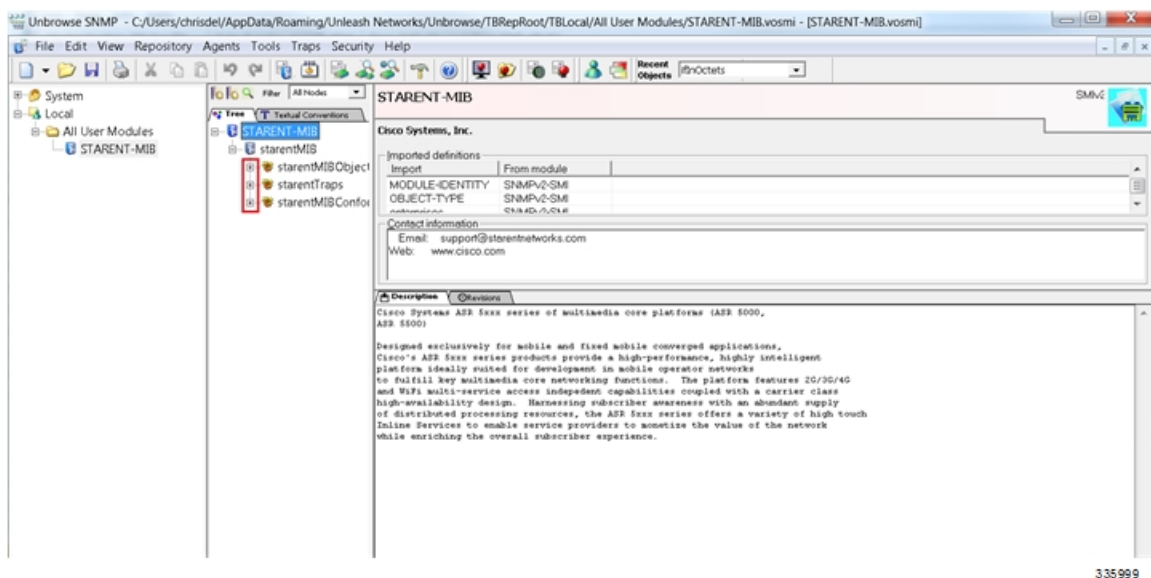 Unbrowse SNMP - C:/Users/chrisdel/AppData/Roaming/Unleash Networks/Unbrowse/TBRepRoot/TBLocal/All User Modules/STARENT-MIB.vosmi - [STARENT-MIB.vosmi]
File Edit View Repository Agents Tools Traps Security Help
Recent Objects ifInOctets
System
Local
All User Modules
STARENT-MIB
Filter All Nodes
Tree Textual Conventions
STARENT-MIB
starentMIB
starentMIBObject
starentTraps
starentMIBConfor
STARENT-MIB
SMIv2
Cisco Systems, Inc.
Imported definitions
Import From module
MODULE-IDENTITY SNMPv2-SMI
OBJECT-TYPE SNMPv2-SMI
enterprises SNMPv2-SMI
Contact information
Email: support@starentnetworks.com
Web: www.cisco.com
Description Revisions
Cisco Systems ASR 5xxx series of multimedia core platforms (ASR 5000,
ASR 5500)
Designed exclusively for mobile and fixed mobile converged applications,
Cisco's ASR 5xxx series products provide a high-performance, highly intelligent
platform ideally suited for development in mobile operator networks
to fulfill key multimedia core networking functions. The platform features 2G/3G/4G
and WiFi multi-service access indepedent capabilities coupled with a carrier class
high-availability design. Harnessing subscriber awareness with an abundant supply
of distributed processing resources, the ASR 5xxx series offers a variety of high touch
Inline Services to enable service providers to monetize the value of the network
while enriching the overall subscriber experience.
335999